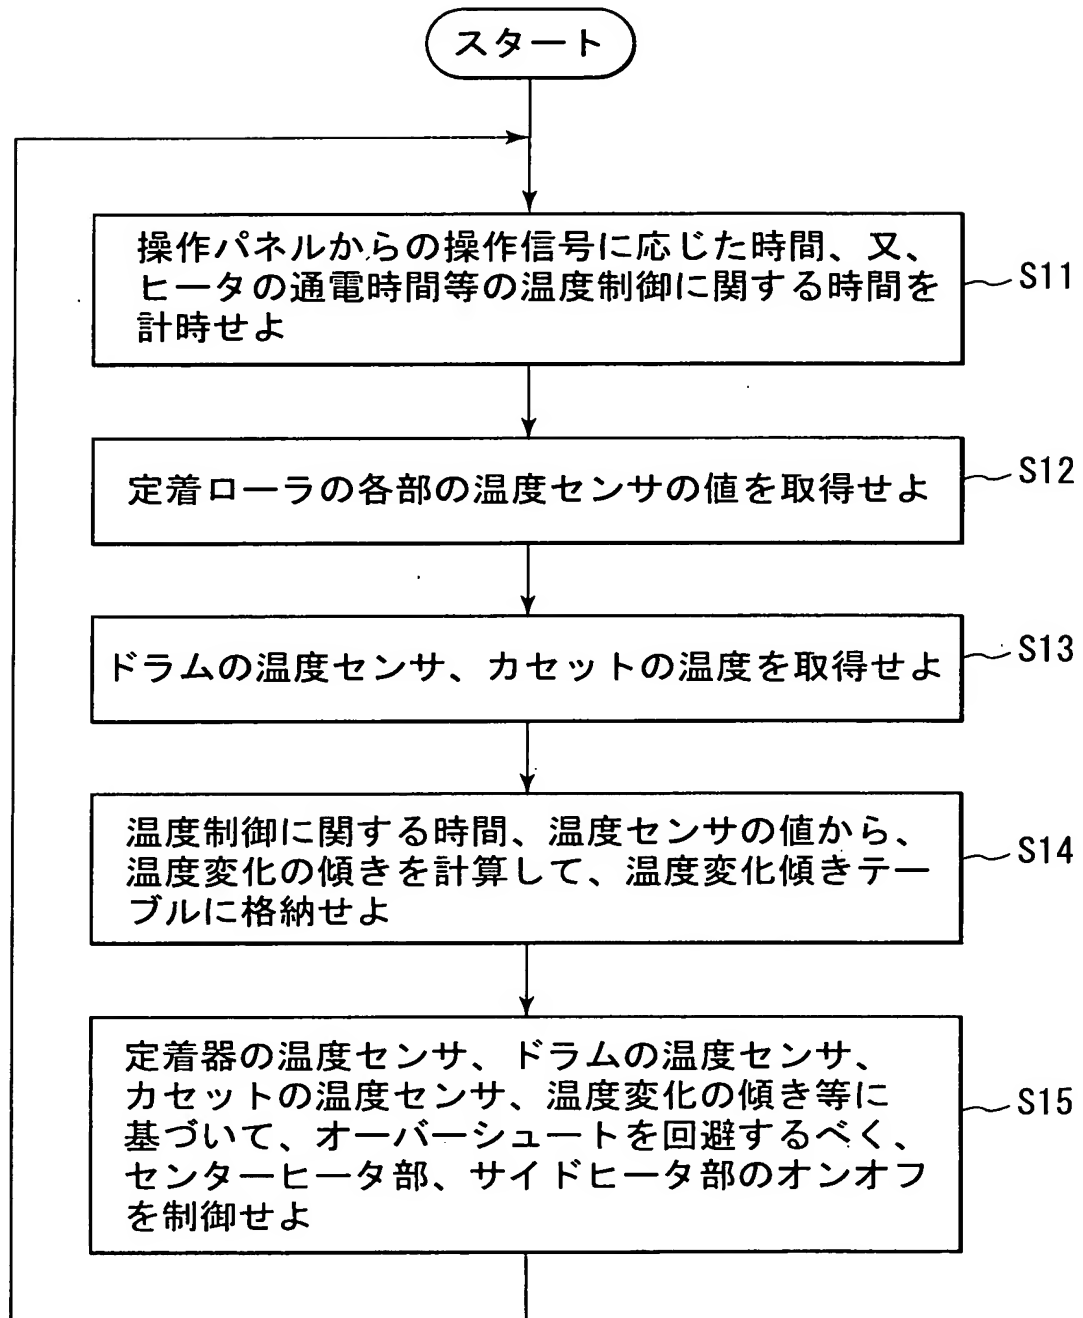 スタート
操作パネルからの操作信号に応じた時間、又、
ヒータの通電時間等の温度制御に関する時間を
計時せよ
S11
定着ローラの各部の温度センサの値を取得せよ
S12
ドラムの温度センサ、カセットの温度を取得せよ
S13
温度制御に関する時間、温度センサの値から、
温度変化の傾きを計算して、温度変化傾きテー
ブルに格納せよ
S14
定着器の温度センサ、ドラムの温度センサ、
カセットの温度センサ、温度変化の傾き等に
基づいて、オーバーシュートを回避するべく、
センターヒータ部、サイドヒータ部のオンオフ
を制御せよ
S15